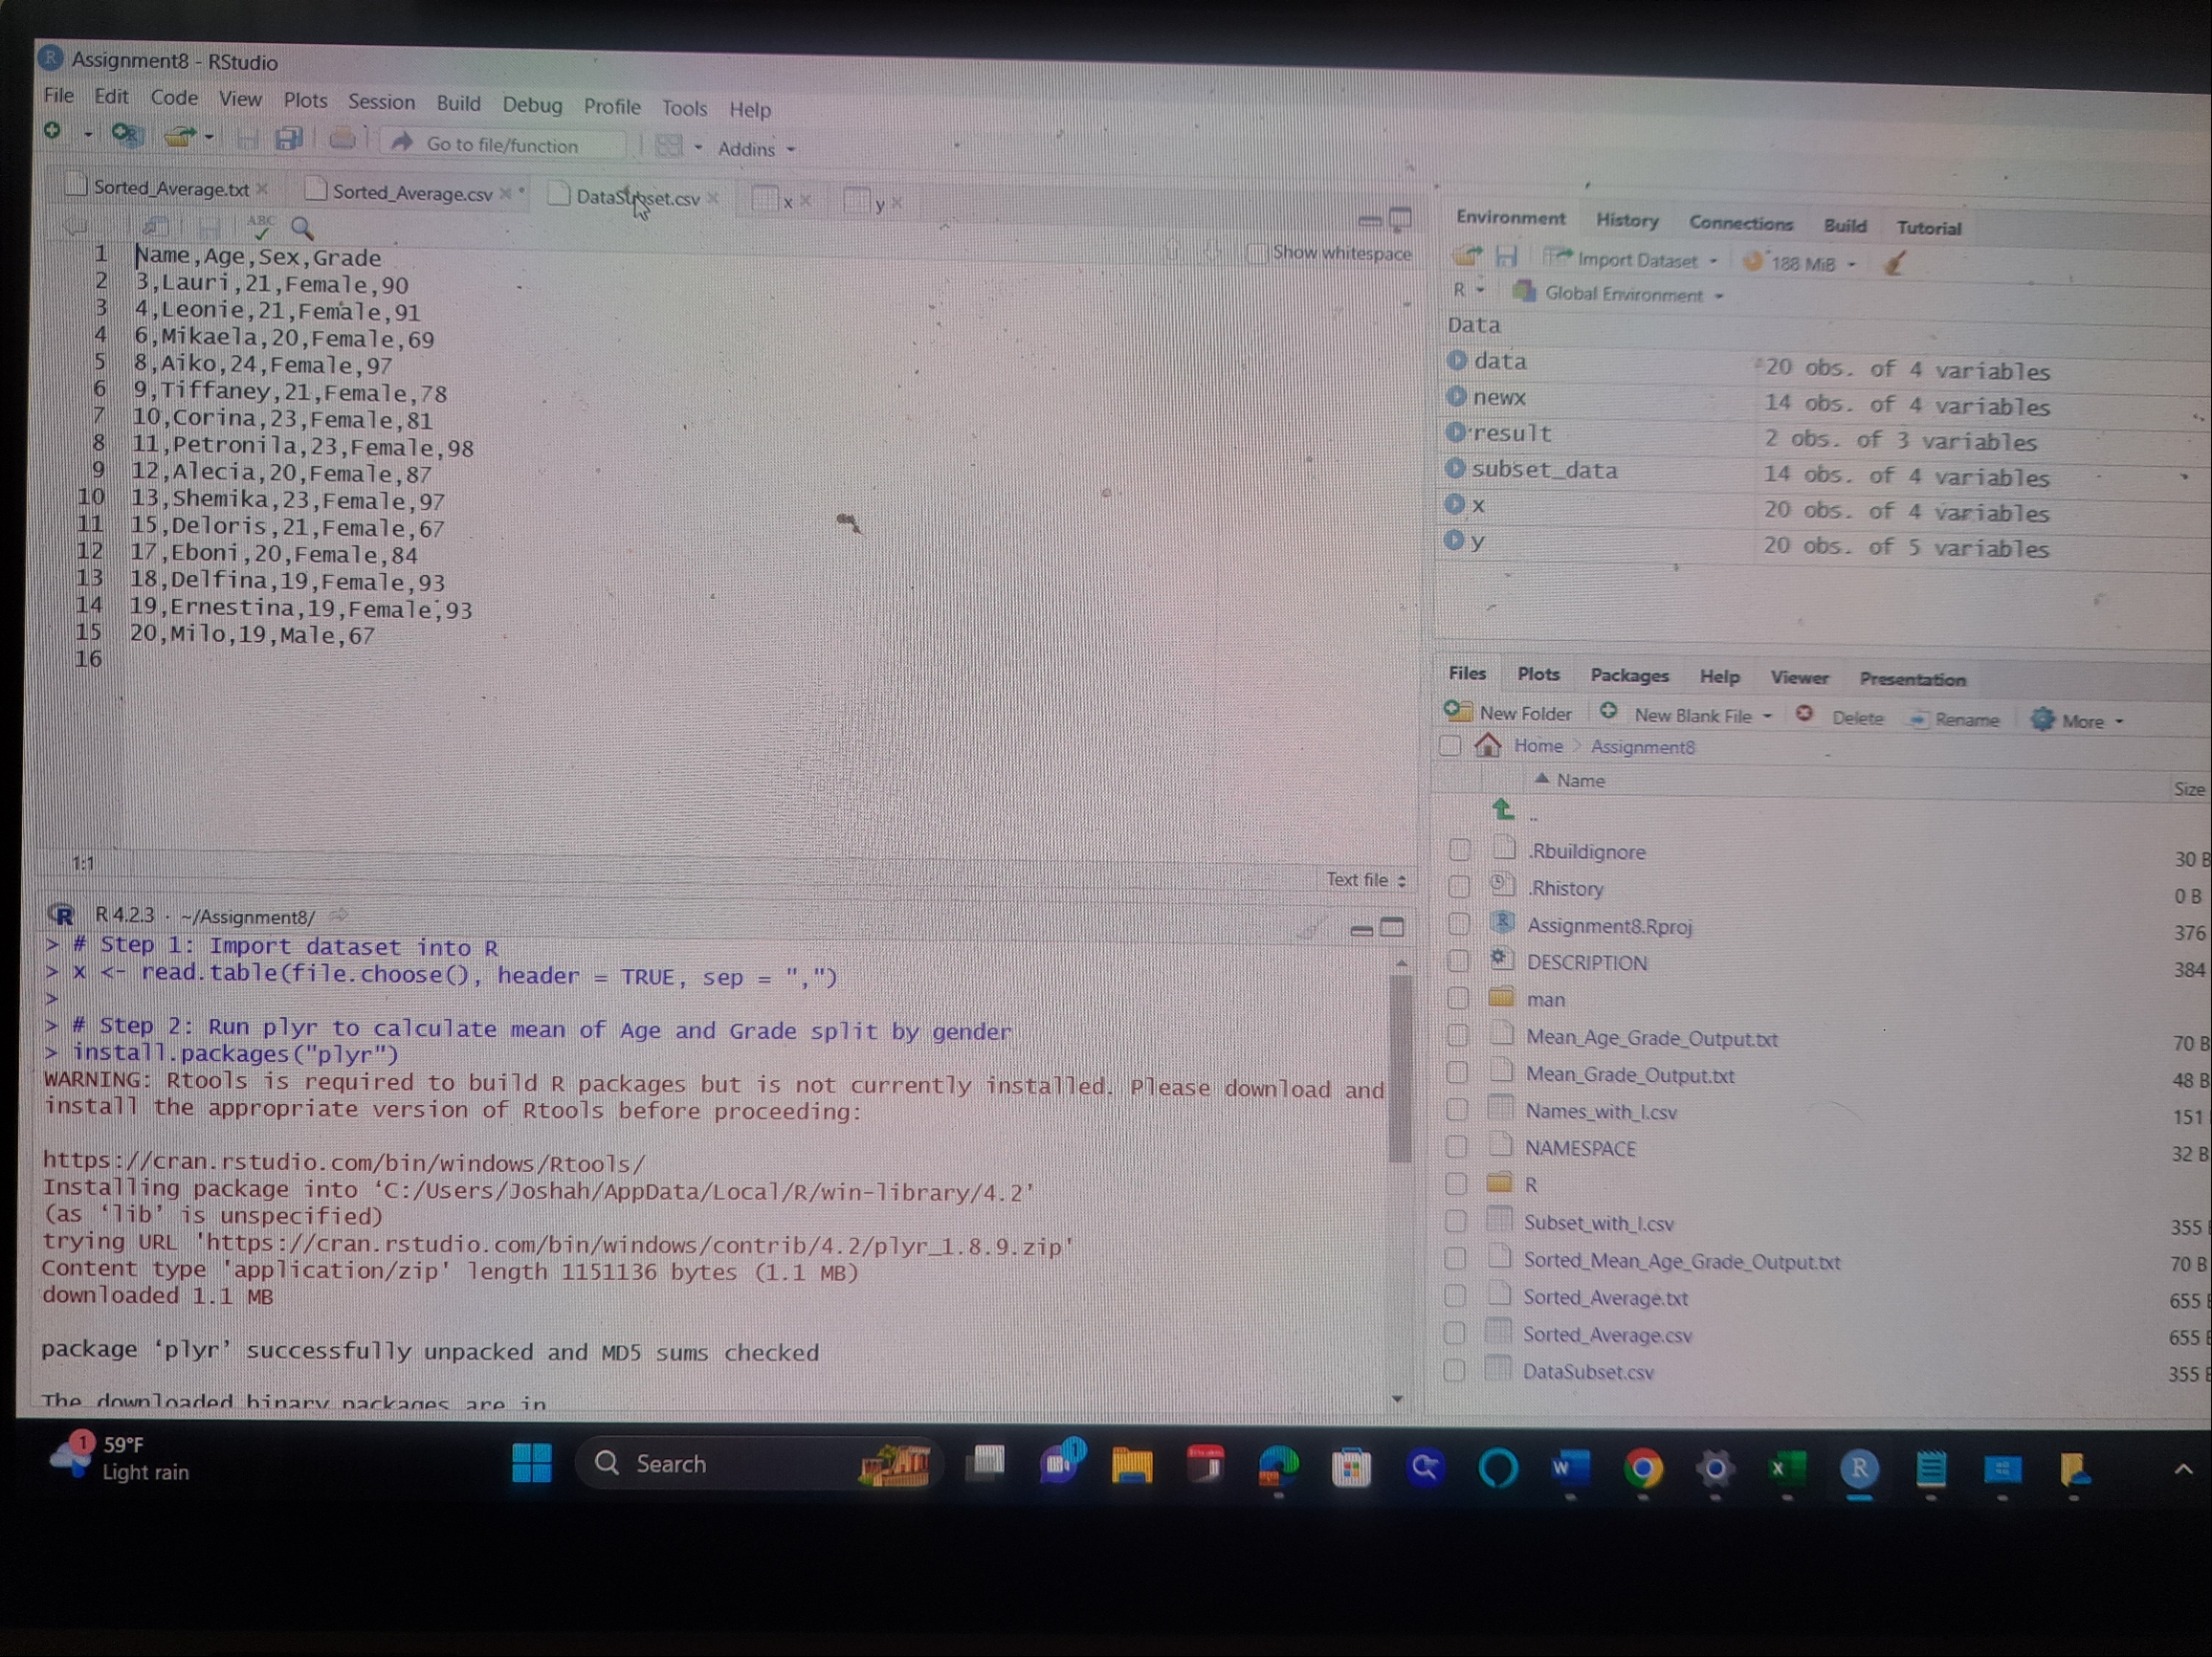 Assignment8 - RStudio
File Edit Code View Plots Session Build Debug Profile Tools Help
Go to file/function Addins
Sorted_Average.txt Sorted_Average.csv DataSubset.csv x y
ABC Show whitespace
1 Name,Age,Sex,Grade
2 3,Lauri,21,Female,90
3 4,Leonie,21,Female,91
4 6,Mikaela,20,Female,69
5 8,Aiko,24,Female,97
6 9,Tiffaney,21,Female,78
7 10,Corina,23,Female,81
8 11,Petronila,23,Female,98
9 12,Alecia,20,Female,87
10 13,Shemika,23,Female,97
11 15,Deloris,21,Female,67
12 17,Eboni,20,Female,84
13 18,Delfina,19,Female,93
14 19,Ernestina,19,Female,93
15 20,Milo,19,Male,67
16
1:1 Text file
R 4.2.3 · ~/Assignment8/
> # Step 1: Import dataset into R
> x <- read.table(file.choose(), header = TRUE, sep = ",")
>
> # Step 2: Run plyr to calculate mean of Age and Grade split by gender
> install.packages("plyr")
WARNING: Rtools is required to build R packages but is not currently installed. Please download and
install the appropriate version of Rtools before proceeding:
https://cran.rstudio.com/bin/windows/Rtools/
Installing package into ‘C:/Users/Joshah/AppData/Local/R/win-library/4.2’
(as ‘lib’ is unspecified)
trying URL 'https://cran.rstudio.com/bin/windows/contrib/4.2/plyr_1.8.9.zip'
Content type 'application/zip' length 1151136 bytes (1.1 MB)
downloaded 1.1 MB
package ‘plyr’ successfully unpacked and MD5 sums checked
The downloaded binary packages are in
Environment History Connections Build Tutorial
Import Dataset 188 MiB
R Global Environment
Data
data 20 obs. of 4 variables
newx 14 obs. of 4 variables
result 2 obs. of 3 variables
subset_data 14 obs. of 4 variables
x 20 obs. of 4 variables
y 20 obs. of 5 variables
Files Plots Packages Help Viewer Presentation
New Folder New Blank File Delete Rename More
Home Assignment8
Name Size
..
.Rbuildignore 30 B
.Rhistory 0 B
Assignment8.Rproj 376
DESCRIPTION 384
man
Mean_Age_Grade_Output.txt 70 B
Mean_Grade_Output.txt 48 B
Names_with_I.csv 151
NAMESPACE 32 B
R
Subset_with_I.csv 355
Sorted_Mean_Age_Grade_Output.txt 70 B
Sorted_Average.txt 655
Sorted_Average.csv 655
DataSubset.csv 355
1 59°F
Light rain
Search